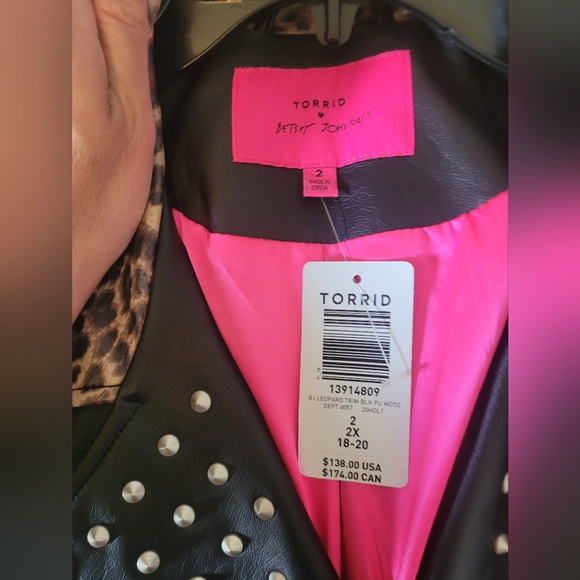 TORRID
BETSEY JOHNSON
2
MADE IN
CHINA
TORRID
13914809
BJ LEOPARD TRIM BLK PU MOTO
DEPT 0057 20HOL1
2
2X
18-20
$138.00 USA
$174.00 CAN